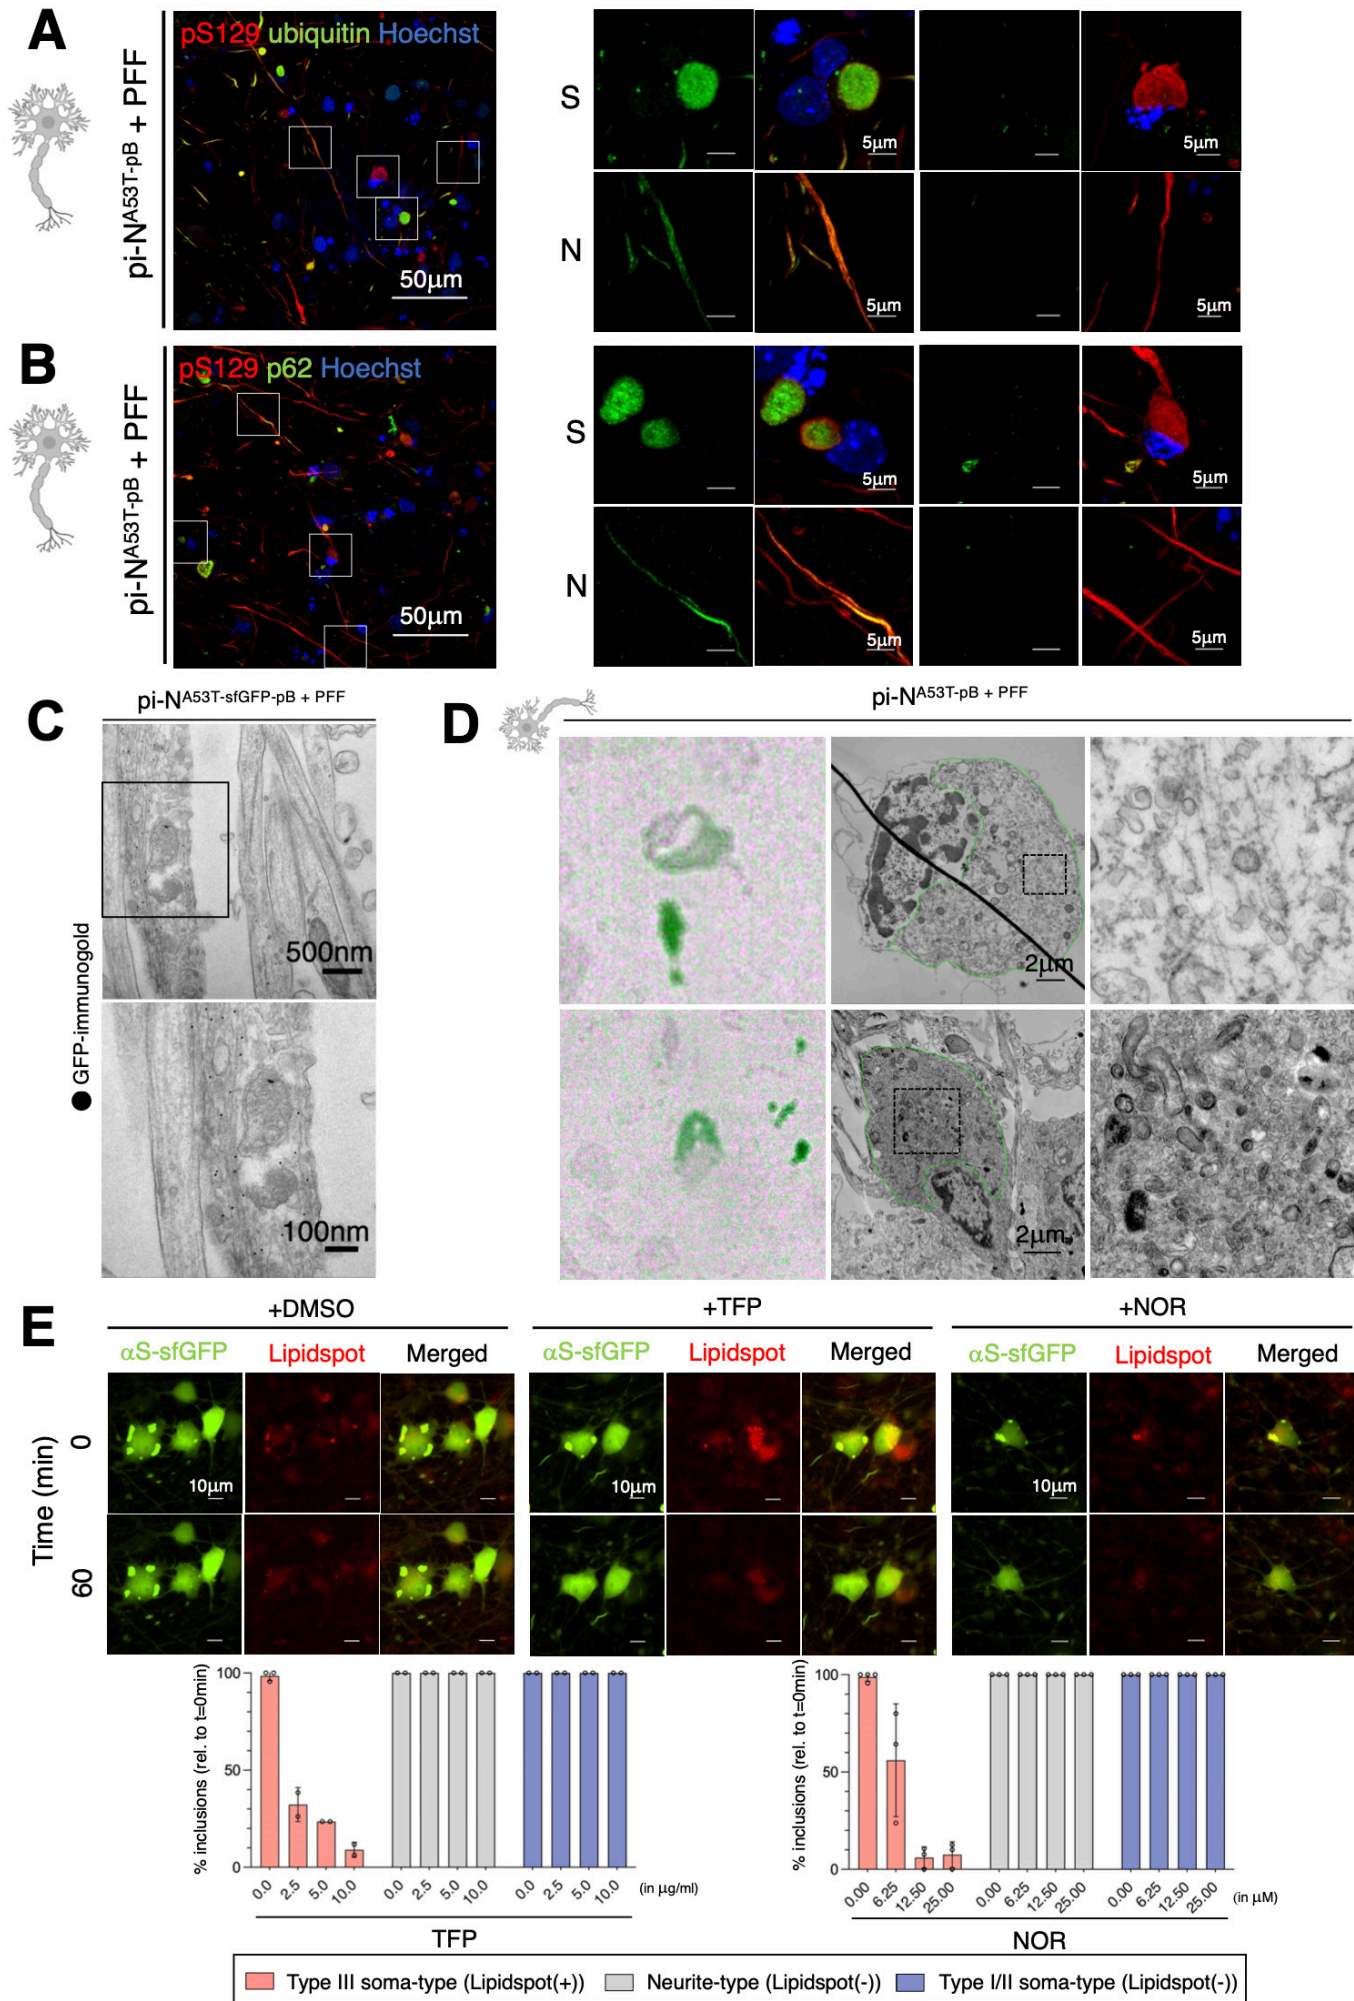 A
pS129 ubiquitin Hoechst
pi-NA53T-pB + PFF
50μm
S
5μm
5μm
N
5μm
5μm
B
pS129 p62 Hoechst
pi-NA53T-pB + PFF
50μm
S
5μm
5μm
N
5μm
5μm
C
pi-NA53T-sfGFP-pB + PFF
GFP-immunogold
500nm
100nm
D
pi-NA53T-pB + PFF
2μm
2μm
E
+DMSO
+TFP
+NOR
αS-sfGFP Lipidspot Merged
αS-sfGFP Lipidspot Merged
αS-sfGFP Lipidspot Merged
Time (min)
0
10μm
10μm
10μm
60
% inclusions (rel. to t=0min)
100
50
0
0.0 2.5 5.0 10.0 0.0 2.5 5.0 10.0 0.0 2.5 5.0 10.0 (in μg/ml)
TFP
% inclusions (rel. to t=0min)
100
50
0
0.00 6.25 12.50 25.00 0.00 6.25 12.50 25.00 0.00 6.25 12.50 25.00 (in μM)
NOR
Type III soma-type (Lipidspot(+)) Neurite-type (Lipidspot(-)) Type I/II soma-type (Lipidspot(-))